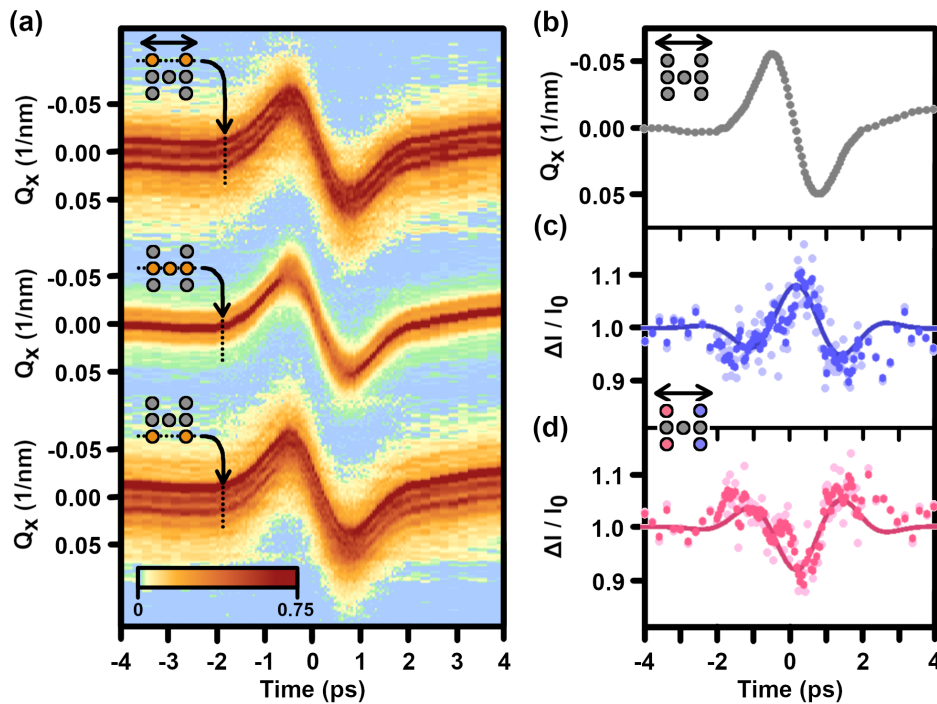 (a)
Qx (1/nm)
-0.05
0.00
0.05
Qx (1/nm)
-0.05
0.00
0.05
Qx (1/nm)
-0.05
0.00
0.05
0
0.75
-4 -3 -2 -1 0 1 2 3 4
Time (ps)
(b)
Qx (1/nm)
-0.05
0.00
0.05
(c)
ΔI / I0
1.1
1.0
0.9
(d)
ΔI / I0
1.1
1.0
0.9
-4 -2 0 2 4
Time (ps)